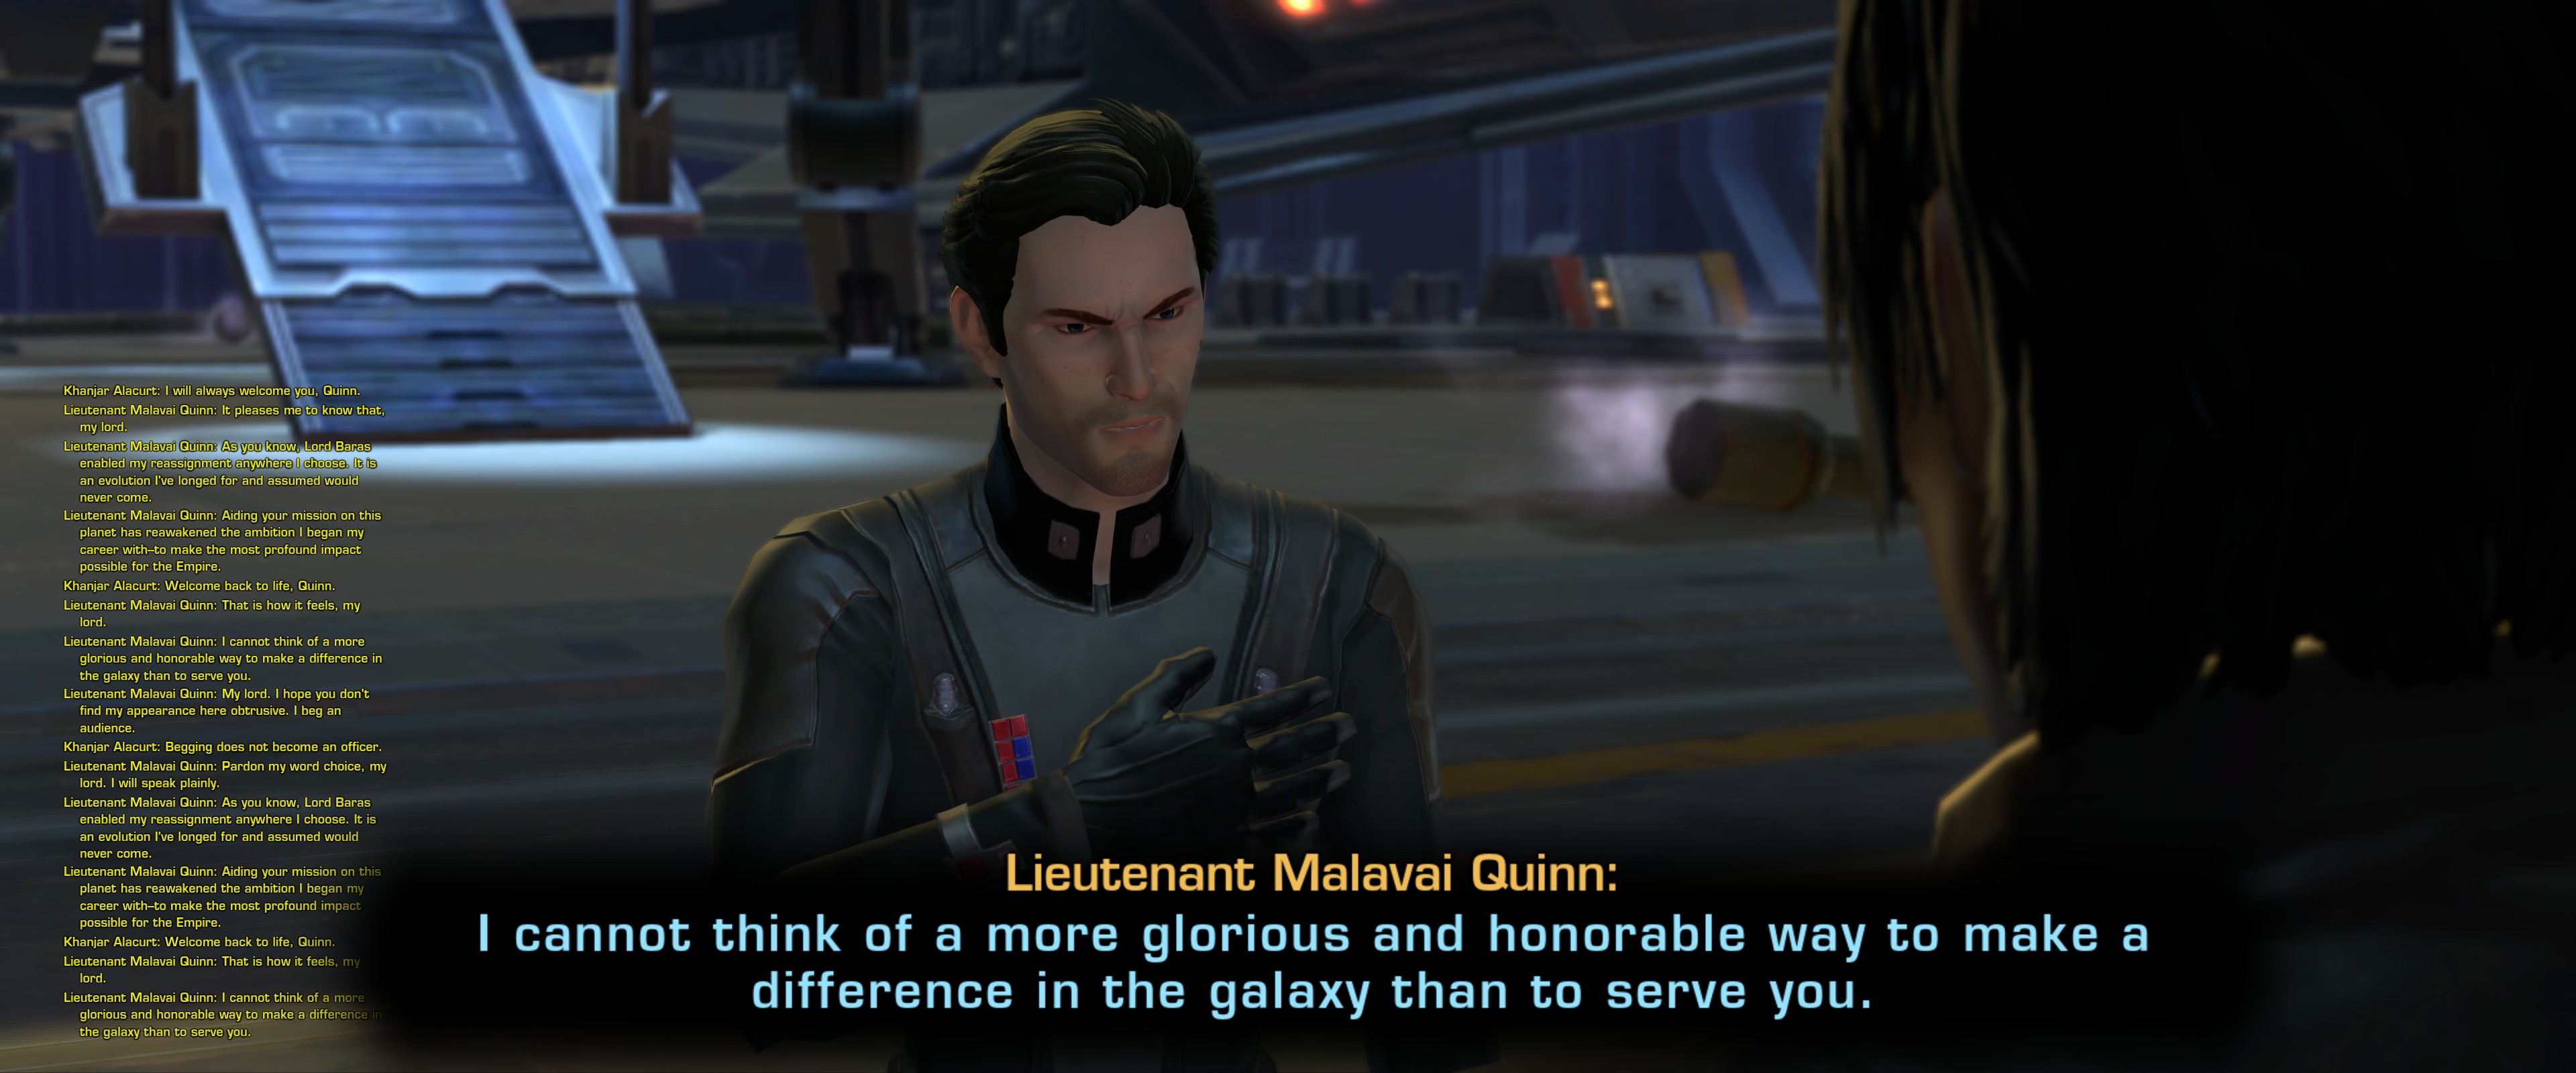 Khanjar Alacurt: I will always welcome you, Quinn.
Lieutenant Malavai Quinn: It pleases me to know that,
my lord.
Lieutenant Malavai Quinn: As you know, Lord Baras
enabled my reassignment anywhere I choose. It is
an evolution I've longed for and assumed would
never come.
Lieutenant Malavai Quinn: Aiding your mission on this
planet has reawakened the ambition I began my
career with–to make the most profound impact
possible for the Empire.
Khanjar Alacurt: Welcome back to life, Quinn.
Lieutenant Malavai Quinn: That is how it feels, my
lord.
Lieutenant Malavai Quinn: I cannot think of a more
glorious and honorable way to make a difference in
the galaxy than to serve you.
Lieutenant Malavai Quinn: My lord. I hope you don't
find my appearance here obtrusive. I beg an
audience.
Khanjar Alacurt: Begging does not become an officer.
Lieutenant Malavai Quinn: Pardon my word choice, my
lord. I will speak plainly.
Lieutenant Malavai Quinn: As you know, Lord Baras
enabled my reassignment anywhere I choose. It is
an evolution I've longed for and assumed would
never come.
Lieutenant Malavai Quinn: Aiding your mission on this
planet has reawakened the ambition I began my
career with–to make the most profound impact
possible for the Empire.
Khanjar Alacurt: Welcome back to life, Quinn.
Lieutenant Malavai Quinn: That is how it feels, my
lord.
Lieutenant Malavai Quinn: I cannot think of a more
glorious and honorable way to make a difference in
the galaxy than to serve you.
Lieutenant Malavai Quinn:
I cannot think of a more glorious and honorable way to make a
difference in the galaxy than to serve you.